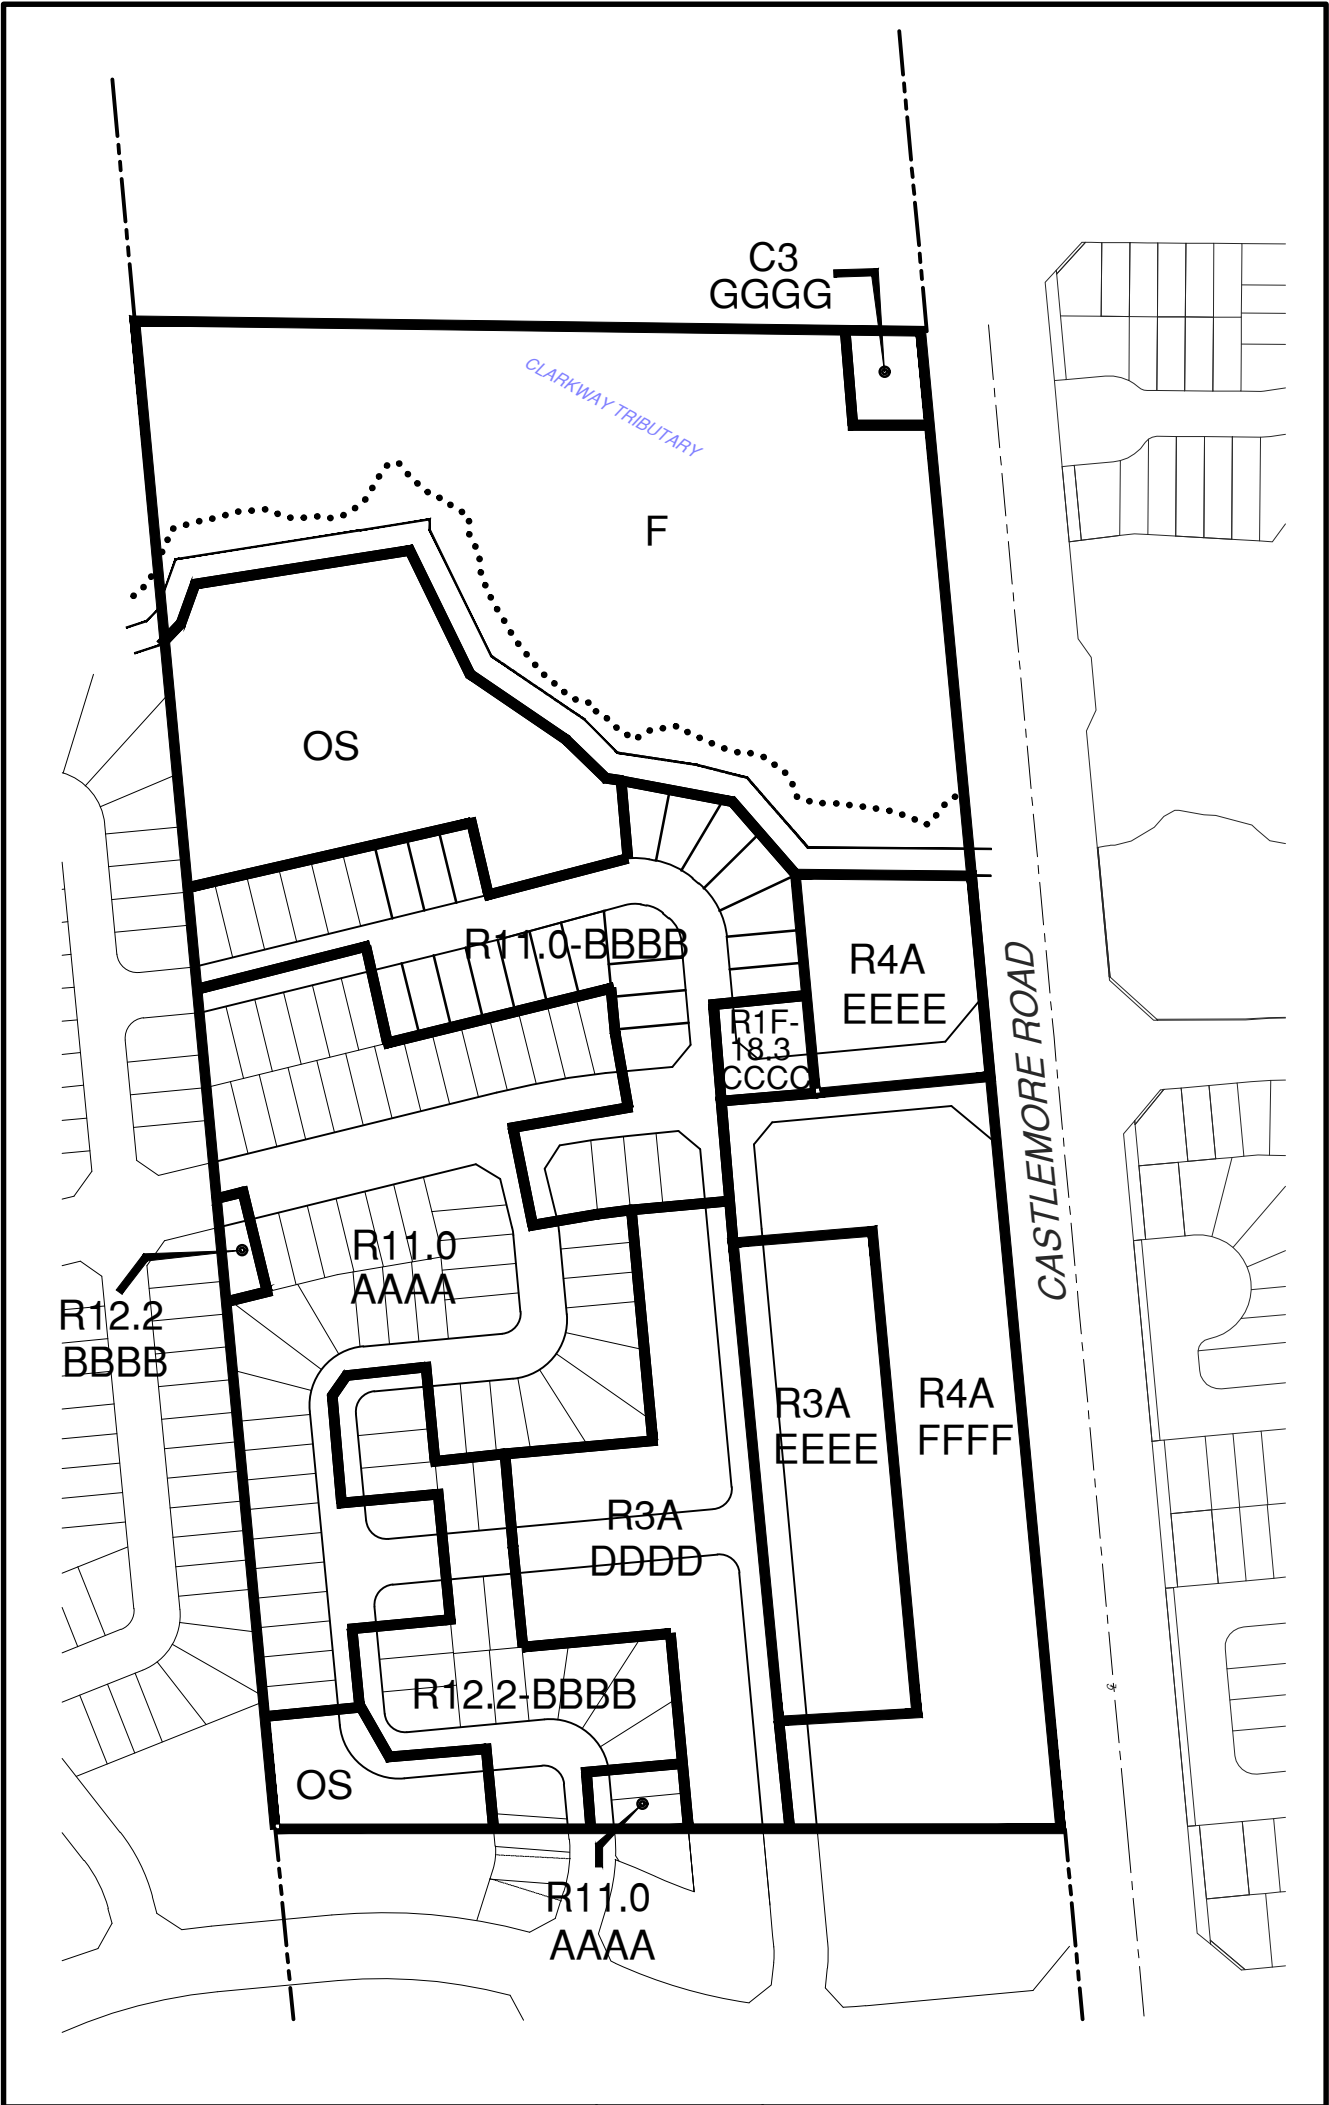 C3
GGGG
CLARKWAY TRIBUTARY
F
OS
R11.0-BBBB
R4A
EEEE
R1F-
18.3
CCCC
CASTLEMORE ROAD
R11.0
AAAA
R12.2
BBBB
R3A
EEEE
R4A
FFFF
R3A
DDDD
R12.2-BBBB
OS
R11.0
AAAA